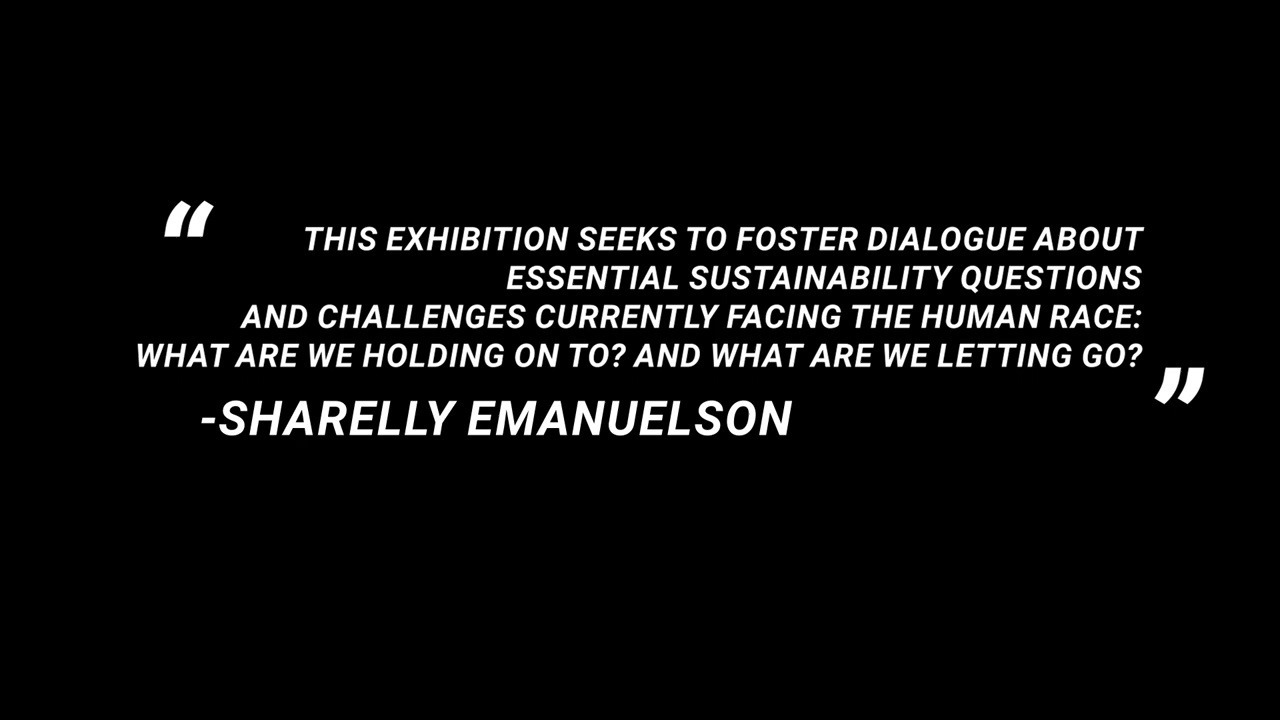 “ THIS EXHIBITION SEEKS TO FOSTER DIALOGUE ABOUT
ESSENTIAL SUSTAINABILITY QUESTIONS
AND CHALLENGES CURRENTLY FACING THE HUMAN RACE:
WHAT ARE WE HOLDING ON TO? AND WHAT ARE WE LETTING GO? ”
-SHARELLY EMANUELSON